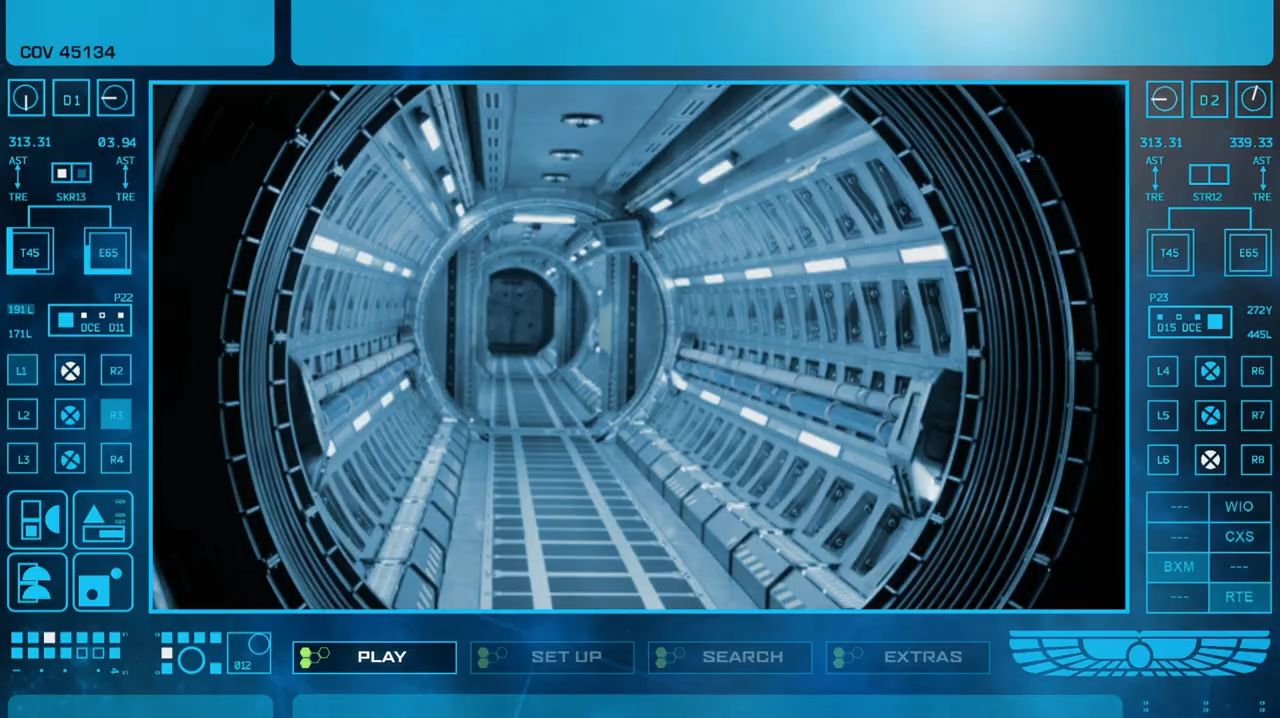 COV 45134
D1
313.31 03.94
AST AST
SKR13
TRE TRE
T45 E65
P22
191L
DCE D11
171L
L1 R2
L2 R3
L3 R4
012
D2
313.31 339.33
AST AST
STR12
TRE TRE
T45 E65
P23
272Y
D15 DCE
445L
L4 R6
L5 R7
L6 R8
--- WIO
--- CXS
BXM ---
--- RTE
PLAY SET UP SEARCH EXTRAS